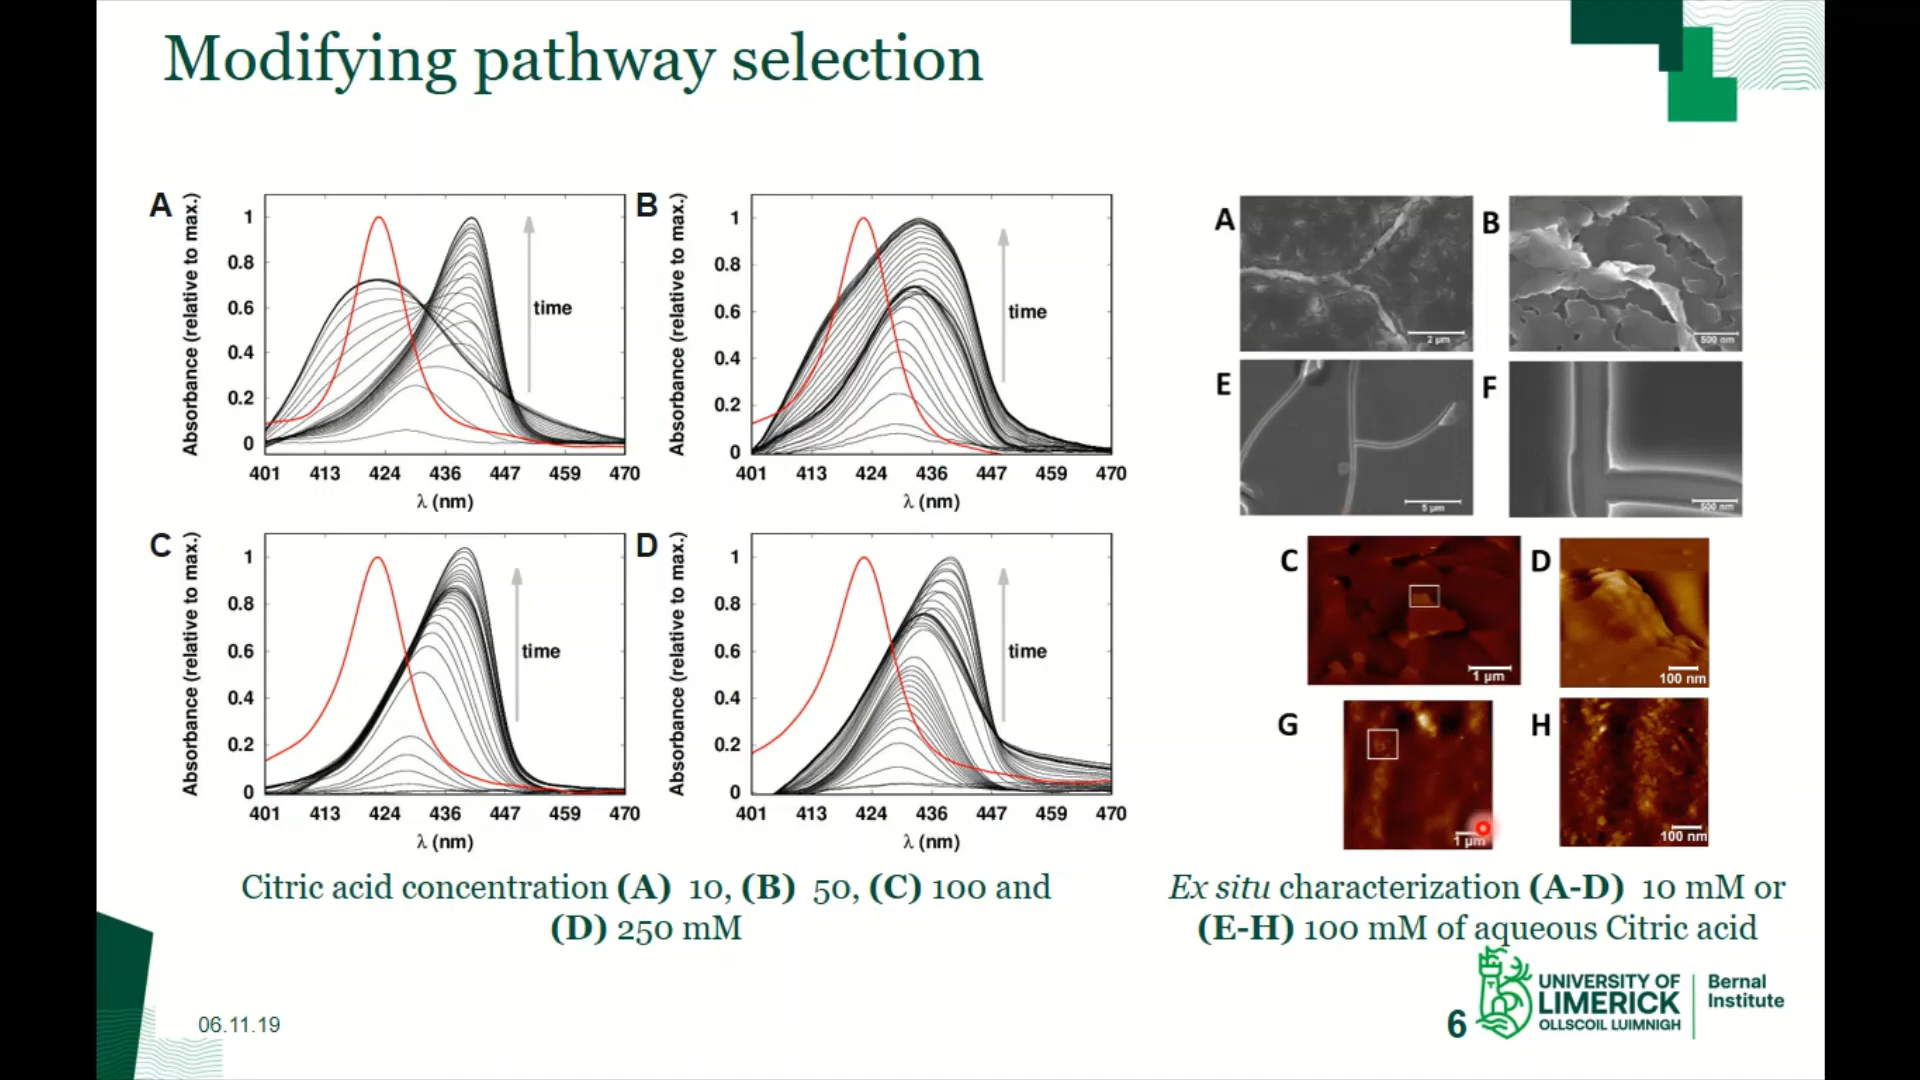 Modifying pathway selection
A
Absorbance (relative to max.)
1
0.8
0.6
0.4
0.2
0
time
401 413 424 436 447 459 470
λ (nm)
B
Absorbance (relative to max.)
1
0.8
0.6
0.4
0.2
0
time
401 413 424 436 447 459 470
λ (nm)
C
Absorbance (relative to max.)
1
0.8
0.6
0.4
0.2
0
time
401 413 424 436 447 459 470
λ (nm)
D
Absorbance (relative to max.)
1
0.8
0.6
0.4
0.2
0
time
401 413 424 436 447 459 470
λ (nm)
Citric acid concentration (A) 10, (B) 50, (C) 100 and
(D) 250 mM
A
2 µm
B
500 nm
E
5 µm
F
500 nm
C
1 µm
D
100 nm
G
1 µm
H
100 nm
Ex situ characterization (A-D) 10 mM or
(E-H) 100 mM of aqueous Citric acid
06.11.19
6
UNIVERSITY OF
LIMERICK
OLLSCOIL LUIMNIGH
Bernal
Institute